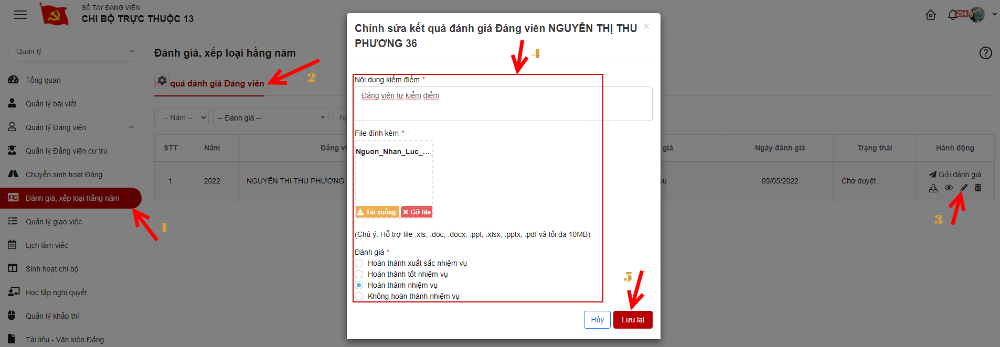 SỔ TAY ĐẢNG VIÊN
CHI BỘ TRỰC THUỘC 13
294
Quản lý
Tổng quan
Quản lý bài viết
Quản lý Đảng viên
Quản lý Đảng viên cư trú
Chuyển sinh hoạt Đảng
Đánh giá, xếp loại hằng năm
1
Quản lý giao việc
Lịch làm việc
Sinh hoạt chi bộ
Học tập nghị quyết
Quản lý khảo thí
Tài liệu - Văn kiện Đảng
Đánh giá, xếp loại hằng năm
quả đánh giá Đảng viên
2
-- Năm --
-- Đánh giá --
STT
Năm
Đảng vi
giá
Ngày đánh giá
Trạng thái
Hành động
1
2022
NGUYỄN THỊ THU PHƯƠNG
vụ
09/05/2022
Chờ duyệt
Gửi đánh giá
3
Chỉnh sửa kết quả đánh giá Đảng viên NGUYỄN THỊ THU
PHƯƠNG 36
×
4
Nội dung kiểm điểm *
Đảng viên tự kiểm điểm
File đính kèm *
Nguon_Nhan_Luc_...
Tải xuống
Gỡ file
(Chú ý: Hỗ trợ file .xls, .doc, .docx, .ppt, .xlsx, .pptx, .pdf và tối đa 10MB)
Đánh giá *
Hoàn thành xuất sắc nhiệm vụ
Hoàn thành tốt nhiệm vụ
Hoàn thành nhiệm vụ
Không hoàn thành nhiệm vụ
5
Hủy
Lưu lại